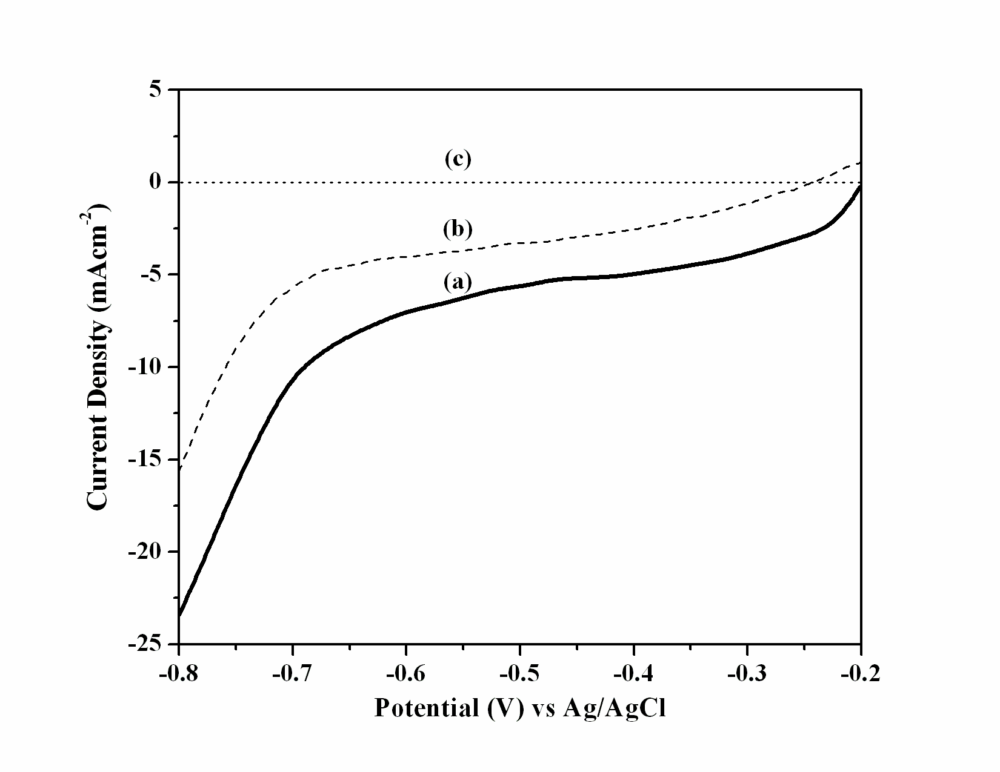 5
(c)
0
(b)
-5
(a)
-10
-15
-20
-25
Current Density (mAcm⁻²)
-0.8 -0.7 -0.6 -0.5 -0.4 -0.3 -0.2
Potential (V) vs Ag/AgCl